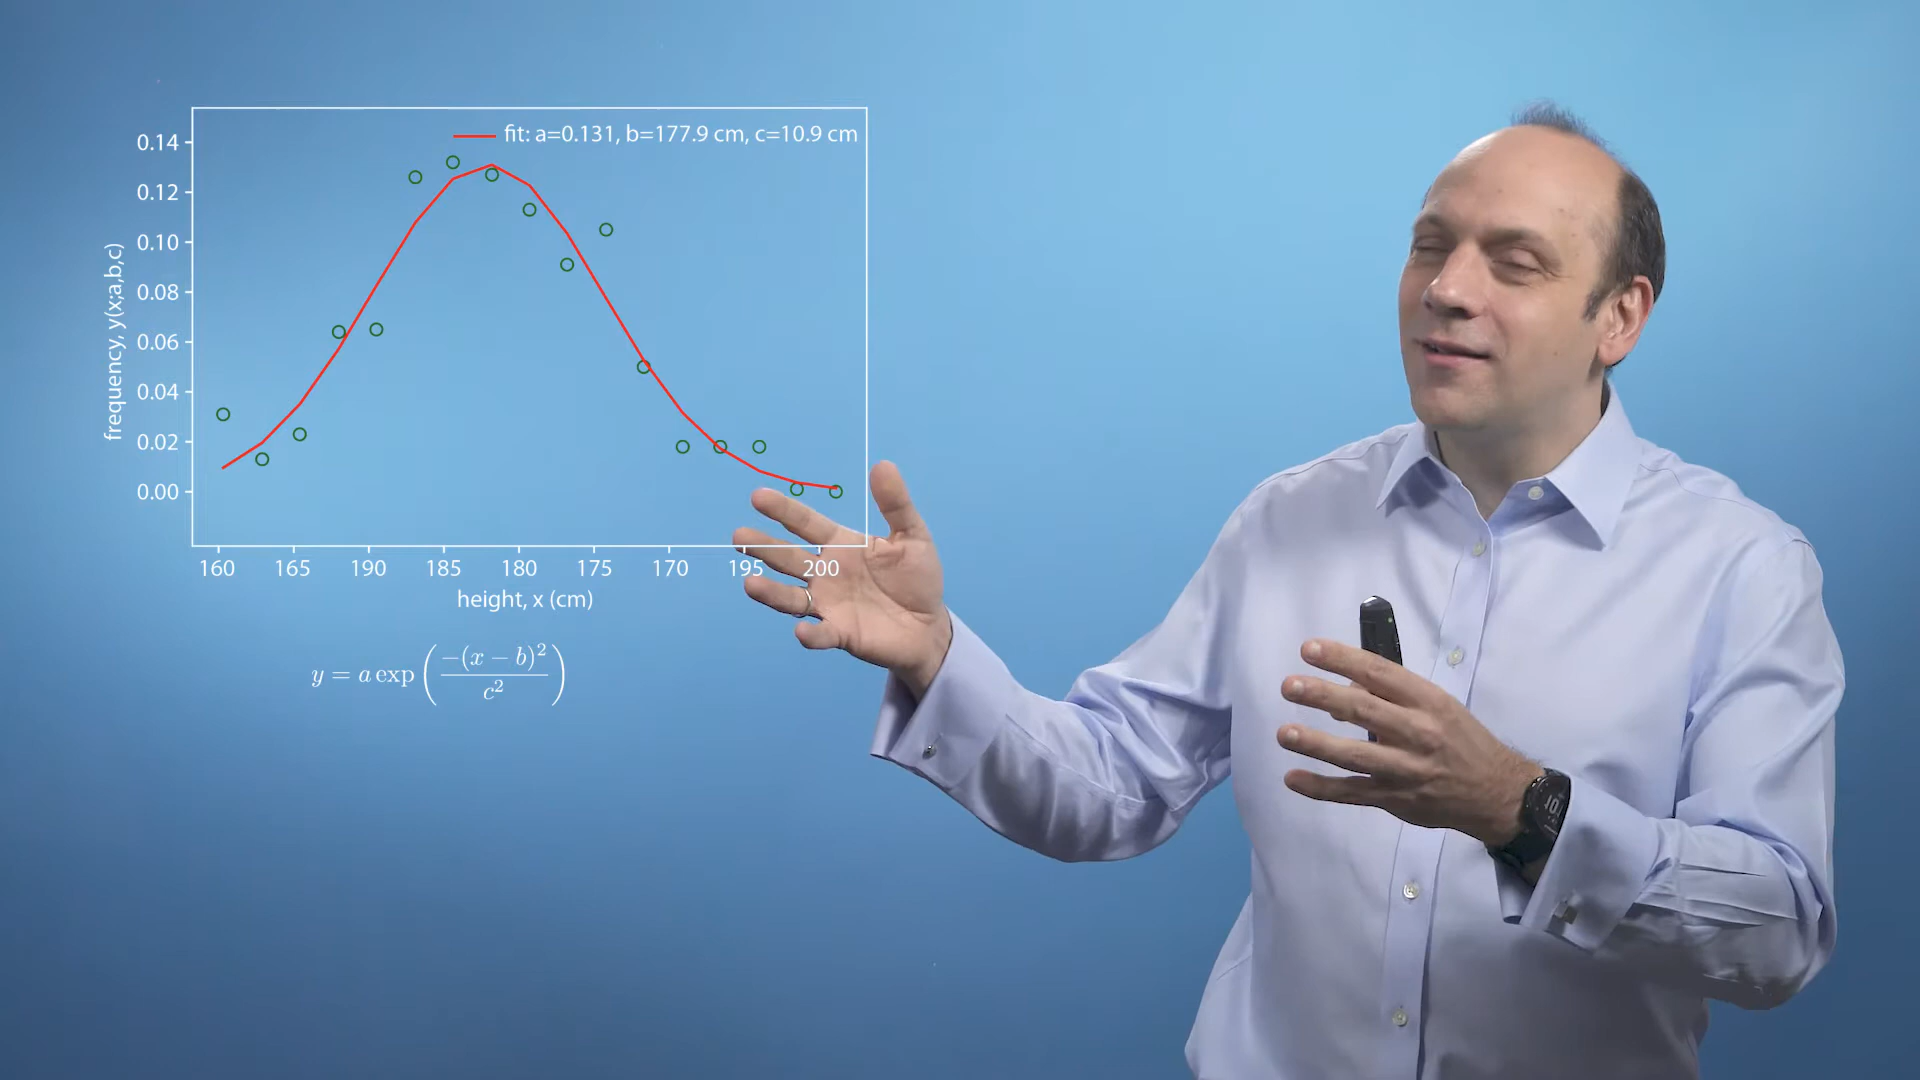 fit: a=0.131, b=177.9 cm, c=10.9 cm
0.14
0.12
0.10
0.08
0.06
0.04
0.02
0.00
frequency, y(x;a,b,c)
160 165 190 185 180 175 170 195 200
height, x (cm)
y = a exp ( −(x − b)² / c² )